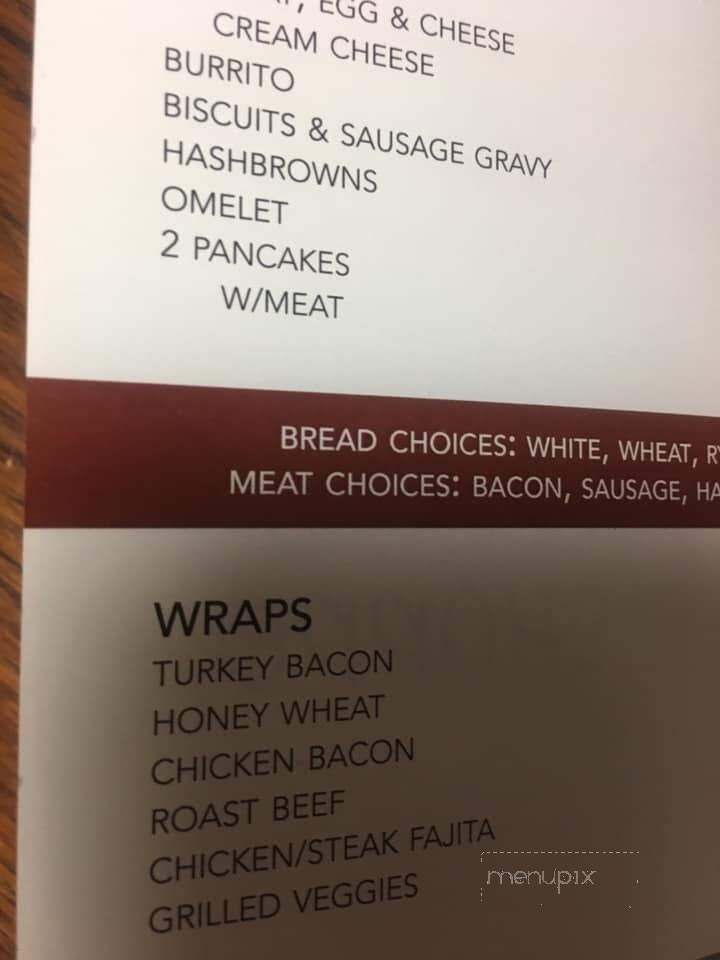 EGG & CHEESE
CREAM CHEESE
BURRITO
BISCUITS & SAUSAGE GRAVY
HASHBROWNS
OMELET
2 PANCAKES
W/MEAT
BREAD CHOICES: WHITE, WHEAT,
MEAT CHOICES: BACON, SAUSAGE,
WRAPS
TURKEY BACON
HONEY WHEAT
CHICKEN BACON
ROAST BEEF
CHICKEN/STEAK FAJITA
GRILLED VEGGIES
menupix